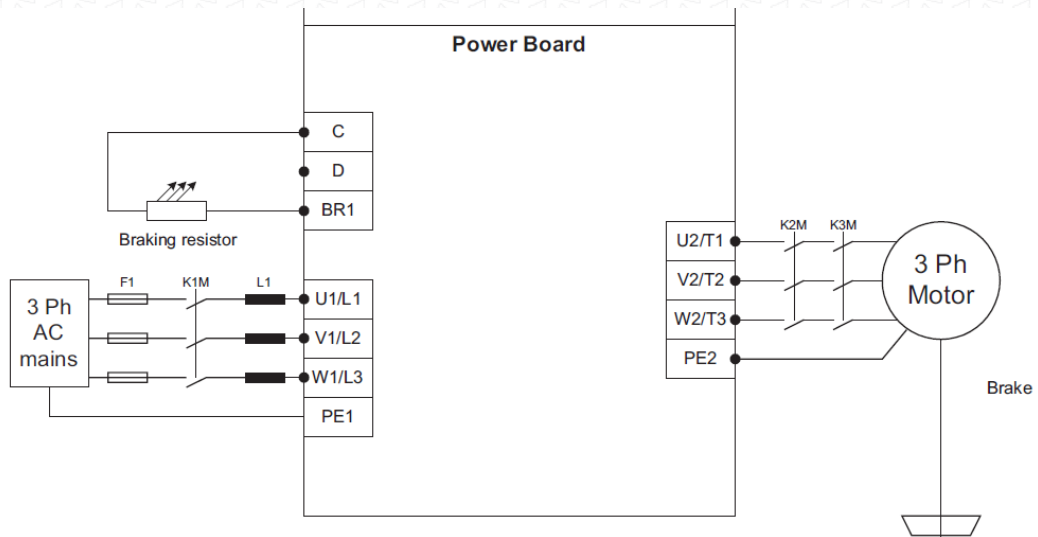 Power Board
C
D
BR1
Braking resistor
F1
K1M
L1
3 Ph
AC
mains
U1/L1
V1/L2
W1/L3
PE1
U2/T1
V2/T2
W2/T3
PE2
K2M
K3M
3 Ph
Motor
Brake